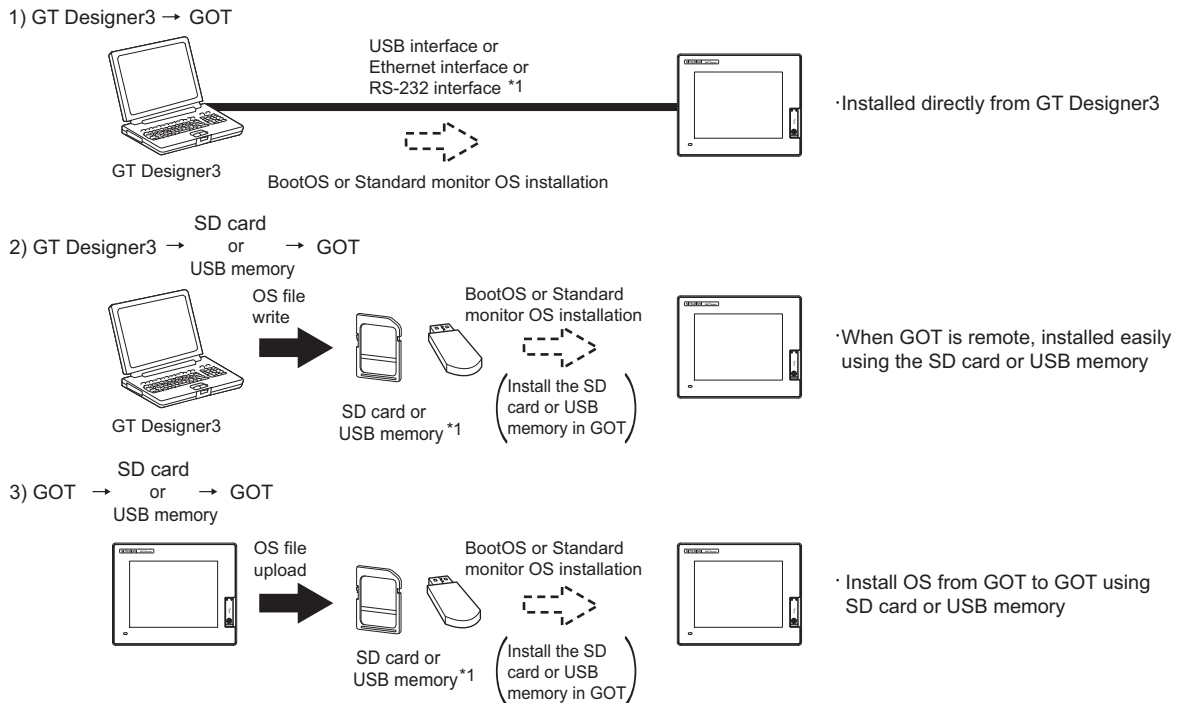 1) GT Designer3 → GOT
USB interface or
Ethernet interface or
RS-232 interface *1
GT Designer3
BootOS or Standard monitor OS installation
·Installed directly from GT Designer3
2) GT Designer3 → SD card or USB memory → GOT
OS file
write
BootOS or Standard
monitor OS installation
GT Designer3
SD card or
USB memory *1
(Install the SD
card or USB
memory in GOT)
·When GOT is remote, installed easily
using the SD card or USB memory
3) GOT → SD card or USB memory → GOT
OS file
upload
BootOS or Standard
monitor OS installation
SD card or
USB memory *1
(Install the SD
card or USB
memory in GOT)
· Install OS from GOT to GOT using
SD card or USB memory